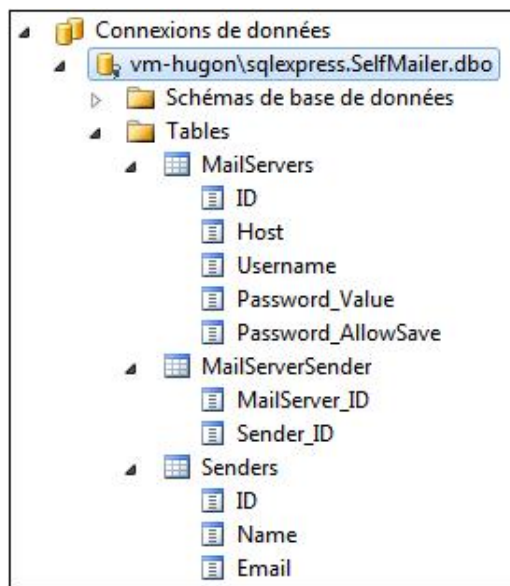 Connexions de données
vm-hugon\sqlexpress.SelfMailer.dbo
Schémas de base de données
Tables
MailServers
ID
Host
Username
Password_Value
Password_AllowSave
MailServerSender
MailServer_ID
Sender_ID
Senders
ID
Name
Email